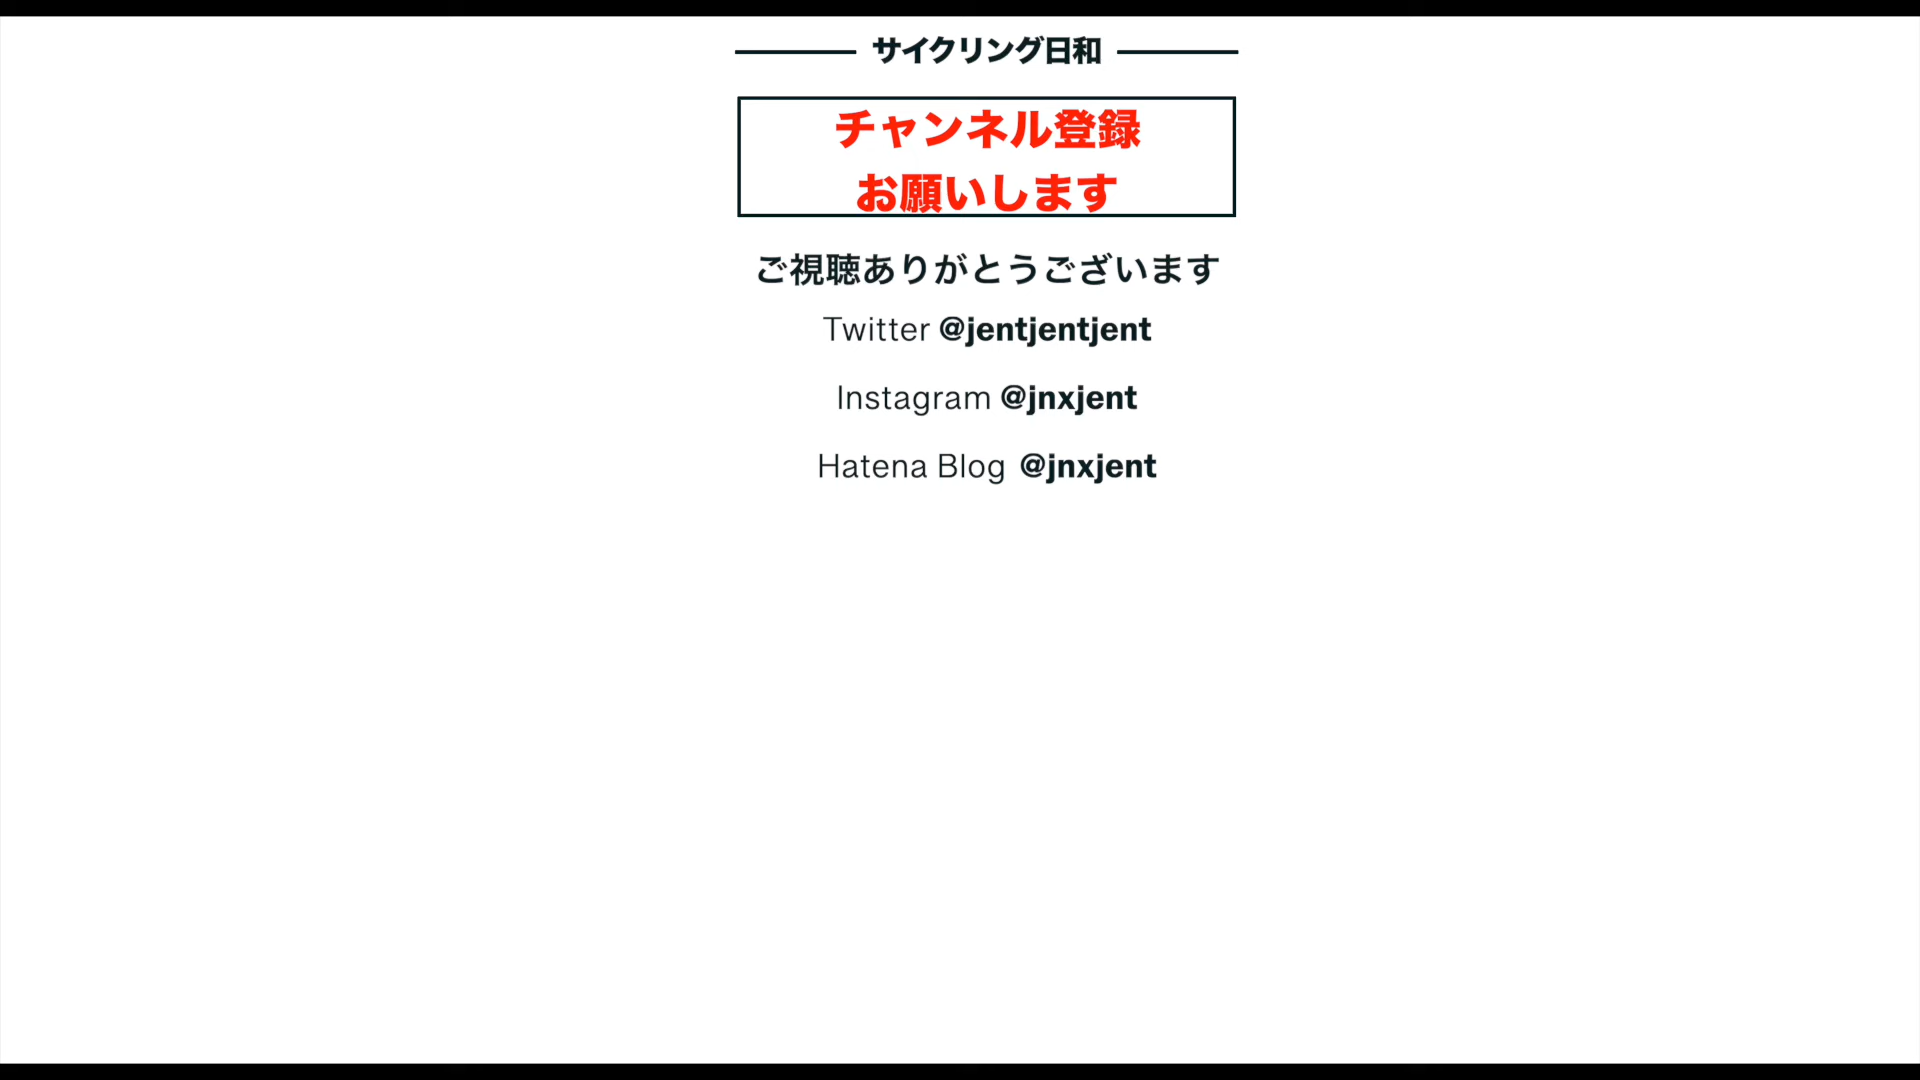 サイクリング日和
チャンネル登録
お願いします
ご視聴ありがとうございます
Twitter @jentjentjent
Instagram @jnxjent
Hatena Blog @jnxjent